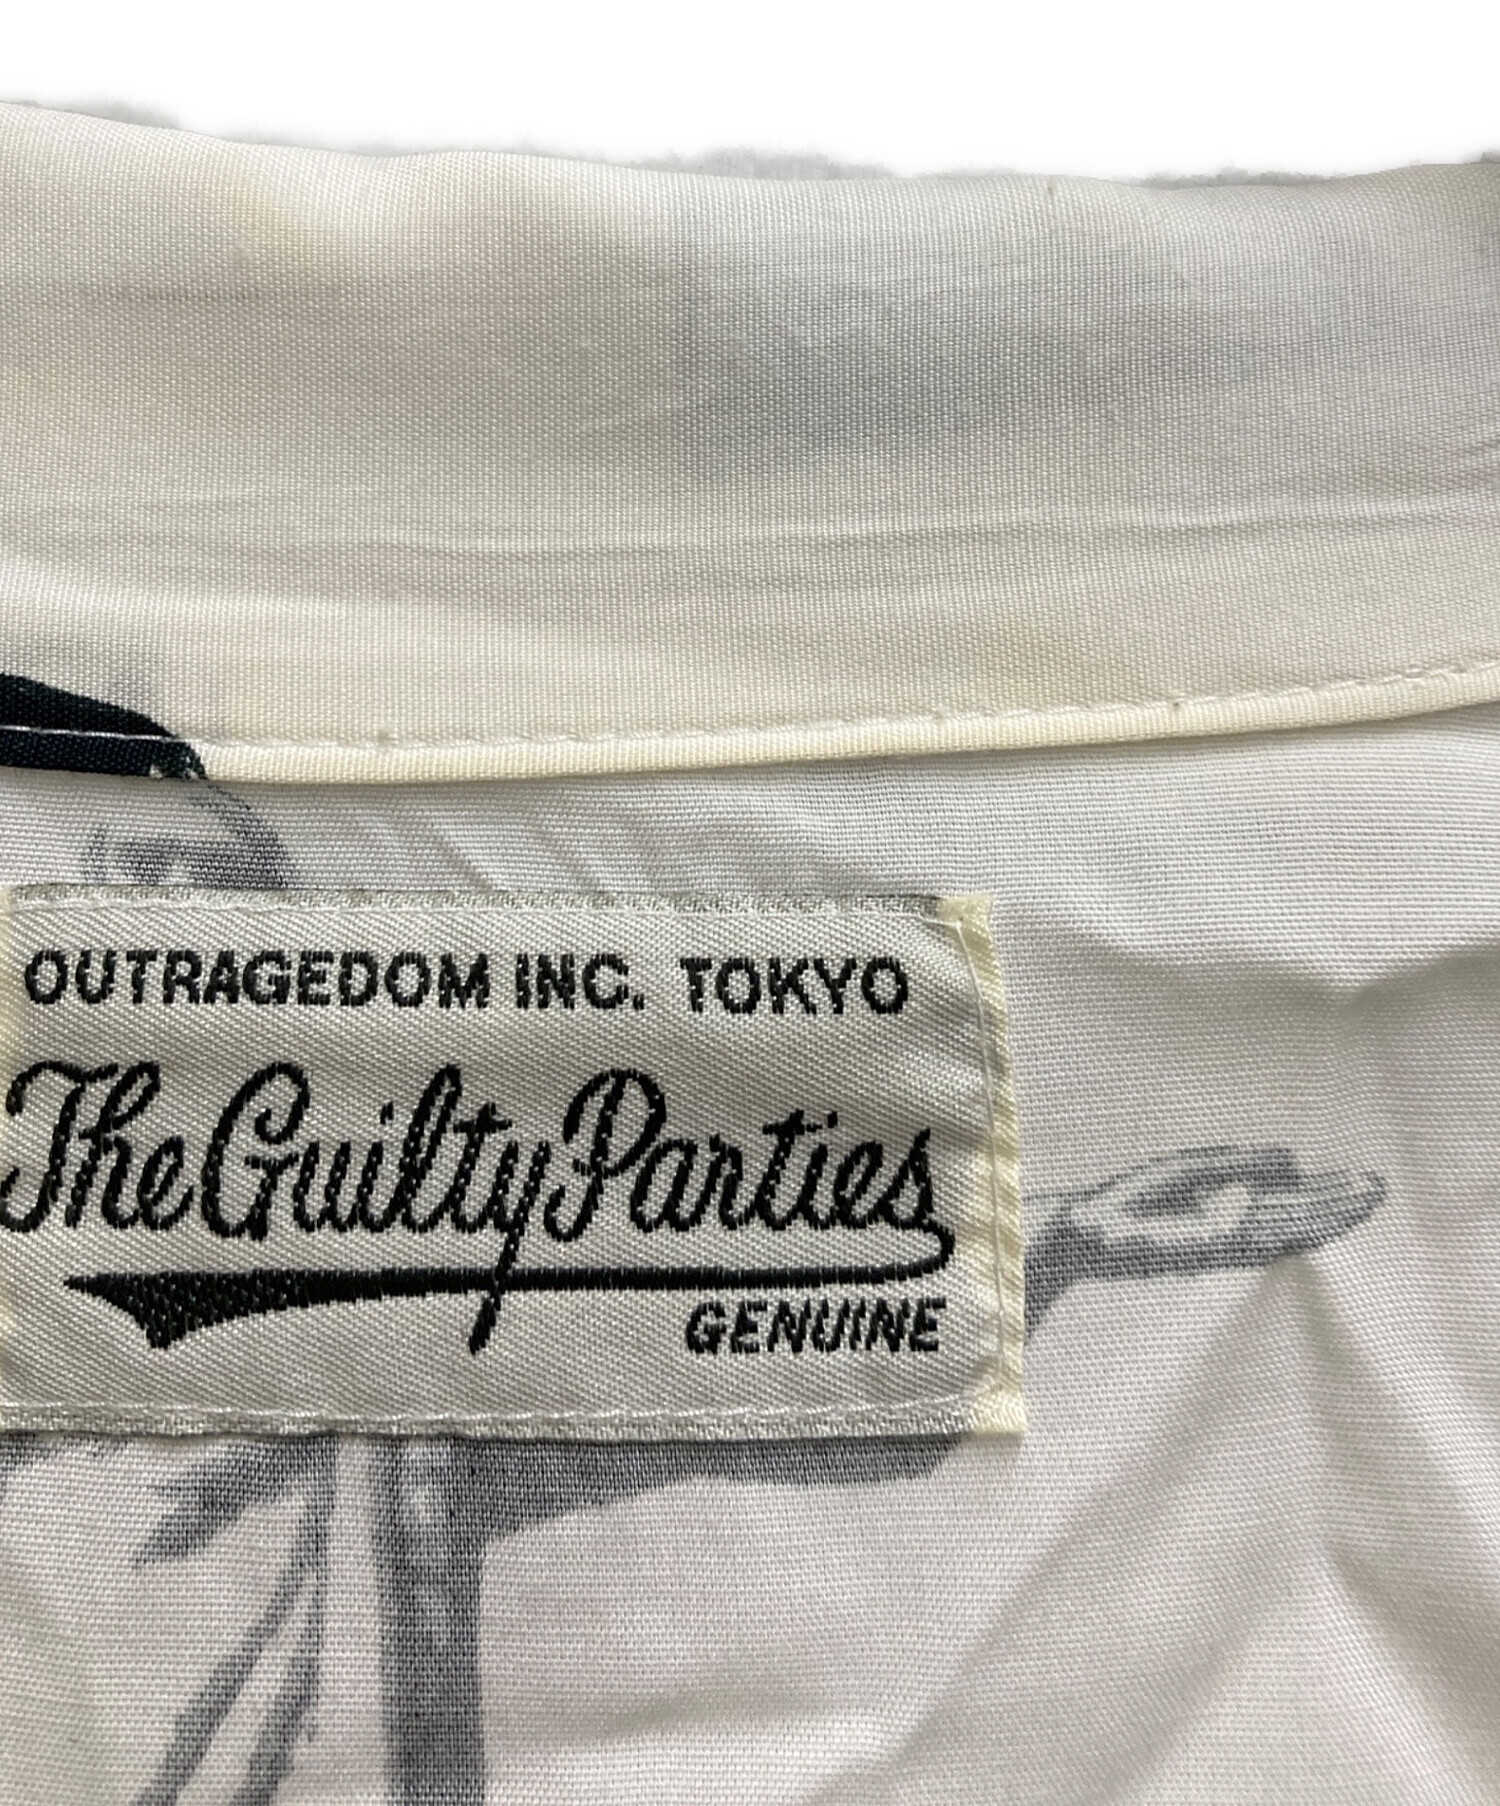 OUTRAGEDOM INC. TOKYO
The Guilty Parties
GENUINE